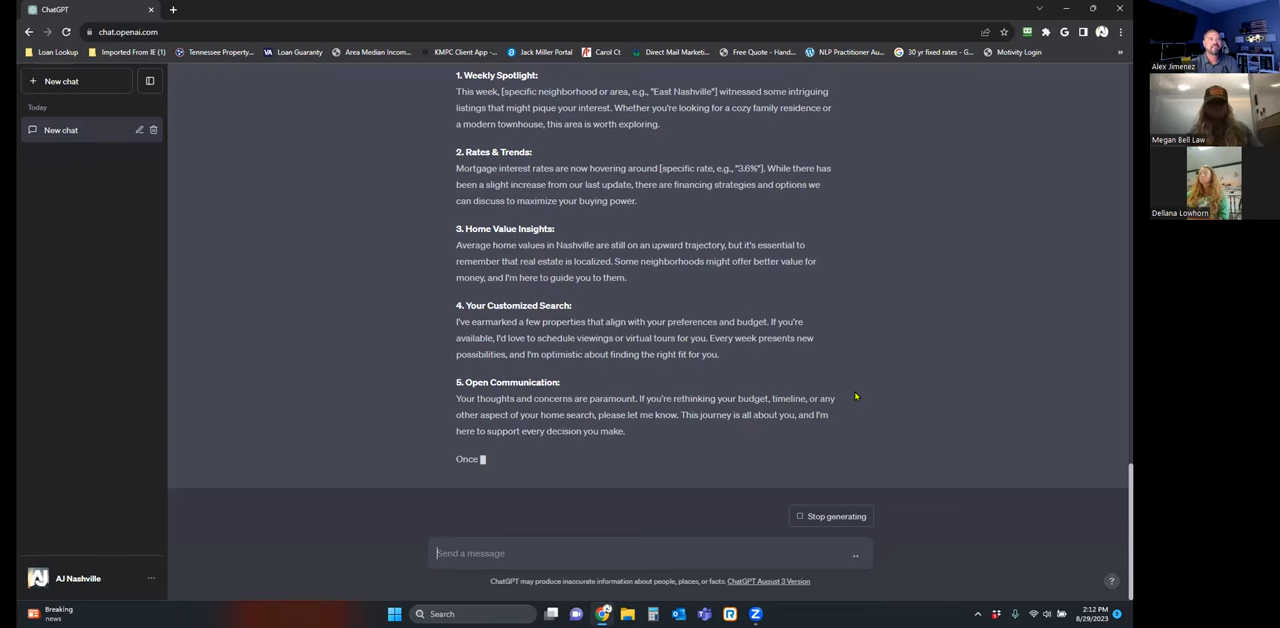 ChatGPT
chat.openai.com
Loan Lookup
Imported From IE (1)
Tennessee Property...
Loan Guaranty
Area Median Incom...
KMPC Client App -...
Jack Miller Portal
Carol Ct
Direct Mail Market...
Free Quote - Hand...
NLP Practitioner Au...
30 yr fixed rates - G...
Motivity Login
New chat
Today
New chat
1. Weekly Spotlight:
This week, [specific neighborhood or area, e.g., "East Nashville"] witnessed some intriguing
listings that might pique your interest. Whether you're looking for a cozy family residence or
a modern townhouse, this area is worth exploring.
2. Rates & Trends:
Mortgage interest rates are now hovering around [specific rate, e.g., "3.6%"]. While there has
been a slight increase from our last update, there are financing strategies and options we
can discuss to maximize your buying power.
3. Home Value Insights:
Average home values in Nashville are still on an upward trajectory, but it's essential to
remember that real estate is localized. Some neighborhoods might offer better value for
money, and I'm here to guide you to them.
4. Your Customized Search:
I've earmarked a few properties that align with your preferences and budget. If you're
available, I'd love to schedule viewings or virtual tours for you. Every week presents new
possibilities, and I'm optimistic about finding the right fit for you.
5. Open Communication:
Your thoughts and concerns are paramount. If you're rethinking your budget, timeline, or any
other aspect of your home search, please let me know. This journey is all about you, and I'm
here to support every decision you make.
Once
Stop generating
Send a message
ChatGPT may produce inaccurate information about people, places, or facts. ChatGPT August 3 Version
?
AJ Nashville
Breaking
news
Search
2:12 PM
8/29/2023
Alex Jimenez
Megan Bell Law
Dellana Lowhorn